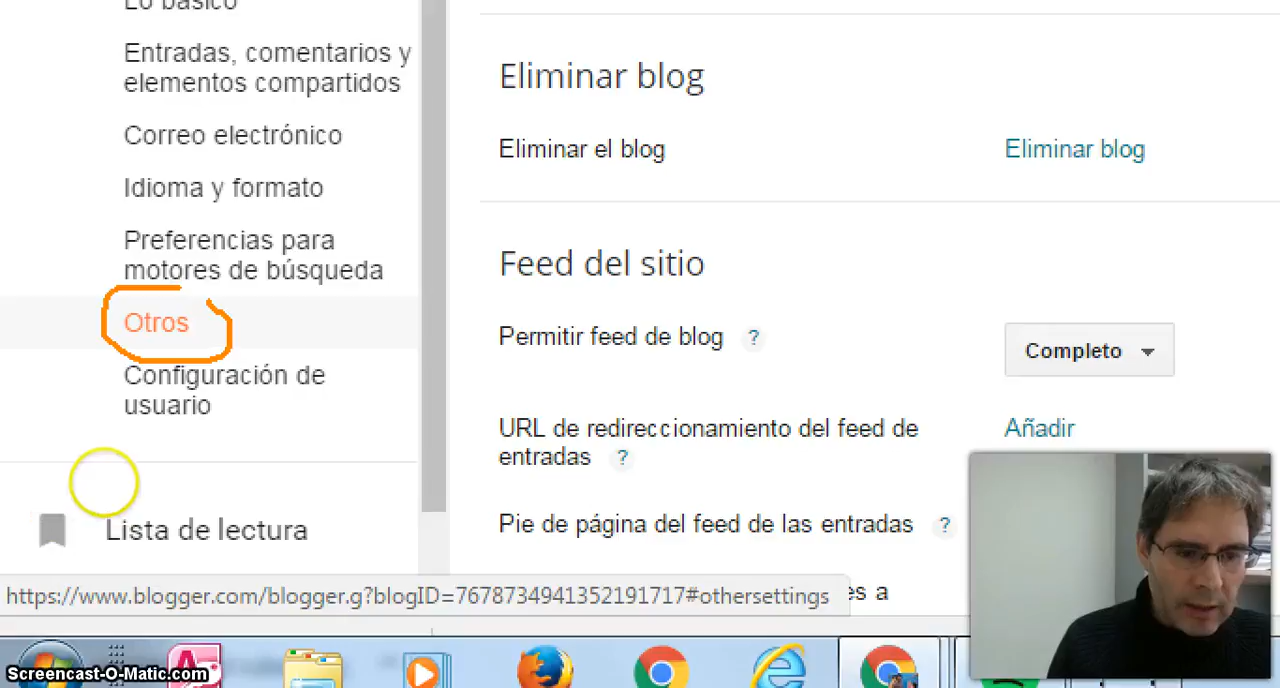 Lo básico
Entradas, comentarios y
elementos compartidos
Correo electrónico
Idioma y formato
Preferencias para
motores de búsqueda
Otros
Configuración de
usuario
Lista de lectura
Eliminar blog
Eliminar el blog
Eliminar blog
Feed del sitio
Permitir feed de blog ?
Completo
URL de redireccionamiento del feed de
entradas ?
Añadir
Pie de página del feed de las entradas ?
es a
https://www.blogger.com/blogger.g?blogID=7678734941352191717#othersettings
Screencast-O-Matic.com